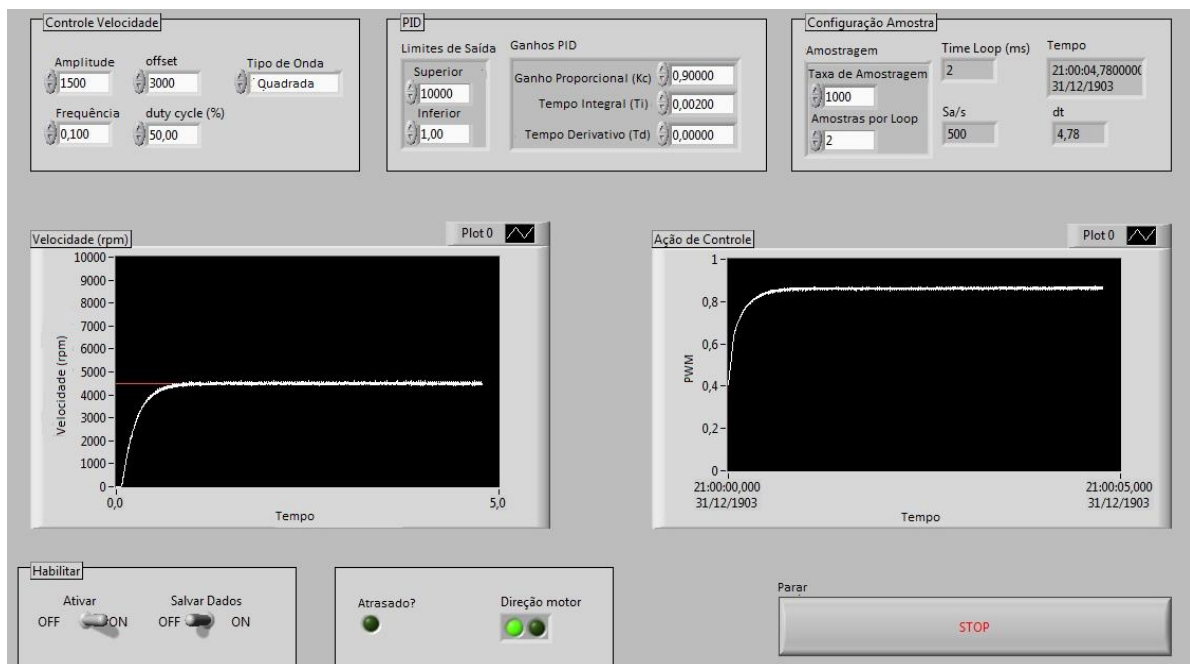 Controle Velocidade
Amplitude
1500
offset
3000
Tipo de Onda
Quadrada
Frequência
0,100
duty cycle (%)
50,00
PID
Limites de Saída
Superior
10000
Inferior
1,00
Ganhos PID
Ganho Proporcional (Kc) 0,90000
Tempo Integral (Ti) 0,00200
Tempo Derivativo (Td) 0,00000
Configuração Amostra
Amostragem
Taxa de Amostragem
1000
Amostras por Loop
2
Time Loop (ms)
2
Sa/s
500
Tempo
21:00:04,7800000
31/12/1903
dt
4,78
Velocidade (rpm)
Plot 0
10000
9000
8000
7000
6000
5000
4000
3000
2000
1000
0
Velocidade (rpm)
0,0
5,0
Tempo
Ação de Controle
Plot 0
1
0,8
0,6
0,4
0,2
0
PWM
21:00:00,000
31/12/1903
21:00:05,000
31/12/1903
Tempo
Habilitar
Ativar
OFF ON
Salvar Dados
OFF ON
Atrasado?
Direção motor
Parar
STOP